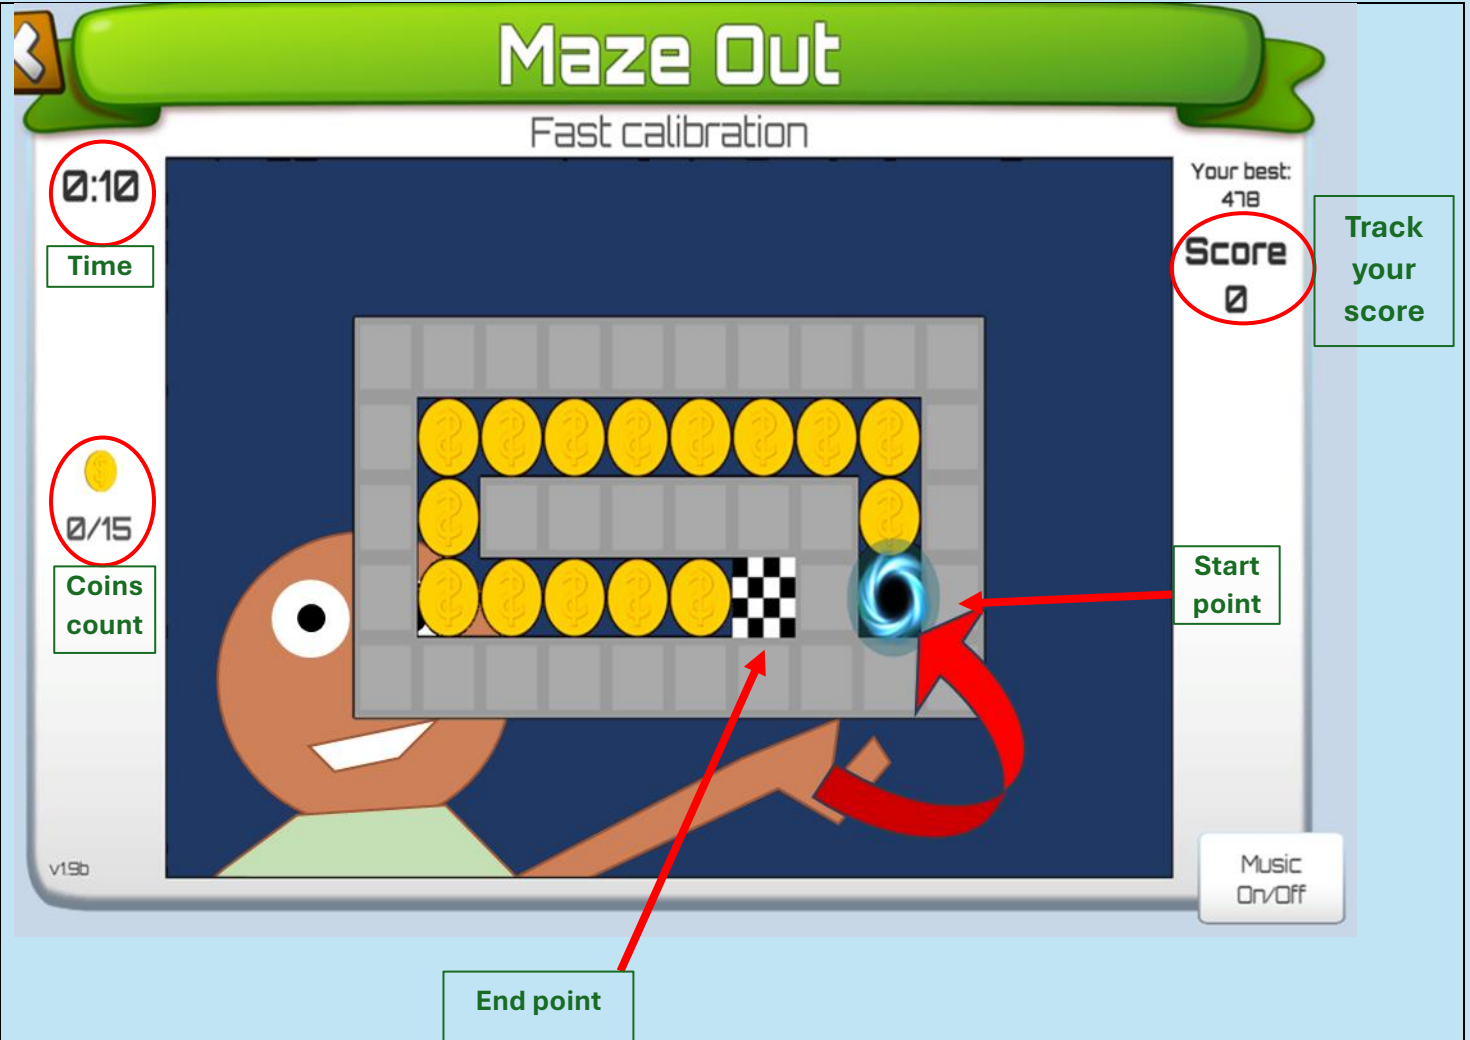 Maze Out
Fast calibration
0:10
Time
Your best:
478
Score
0
Track
your
score
0/15
Coins
count
Start
point
v1.9b
Music
On/Off
End point